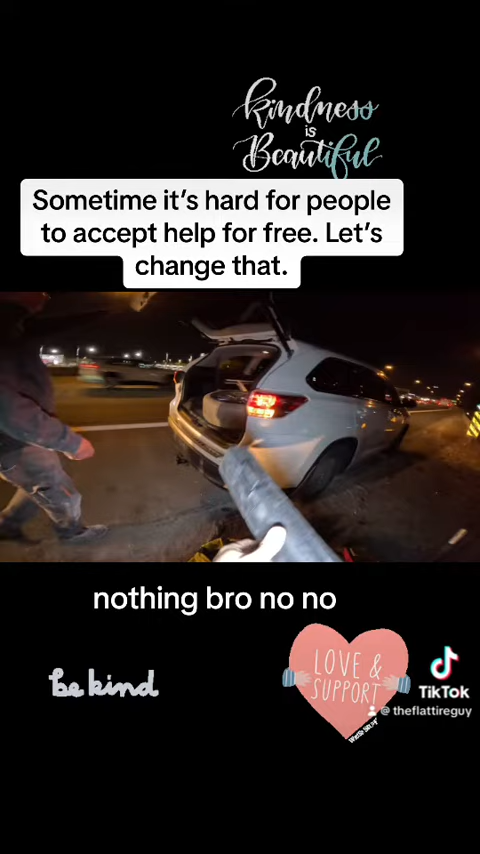 kindness
is
Beautiful
Sometime it's hard for people
to accept help for free. Let's
change that.
nothing bro no no
be kind
LOVE &
SUPPORT
TikTok
@ theflattireguy